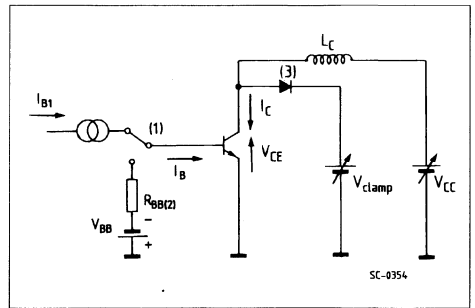 L_C
(3)
I_B1
(1)
I_C
V_CE
I_B
V_clamp
V_CC
R_BB(2)
V_BB
-
+
SC-0354